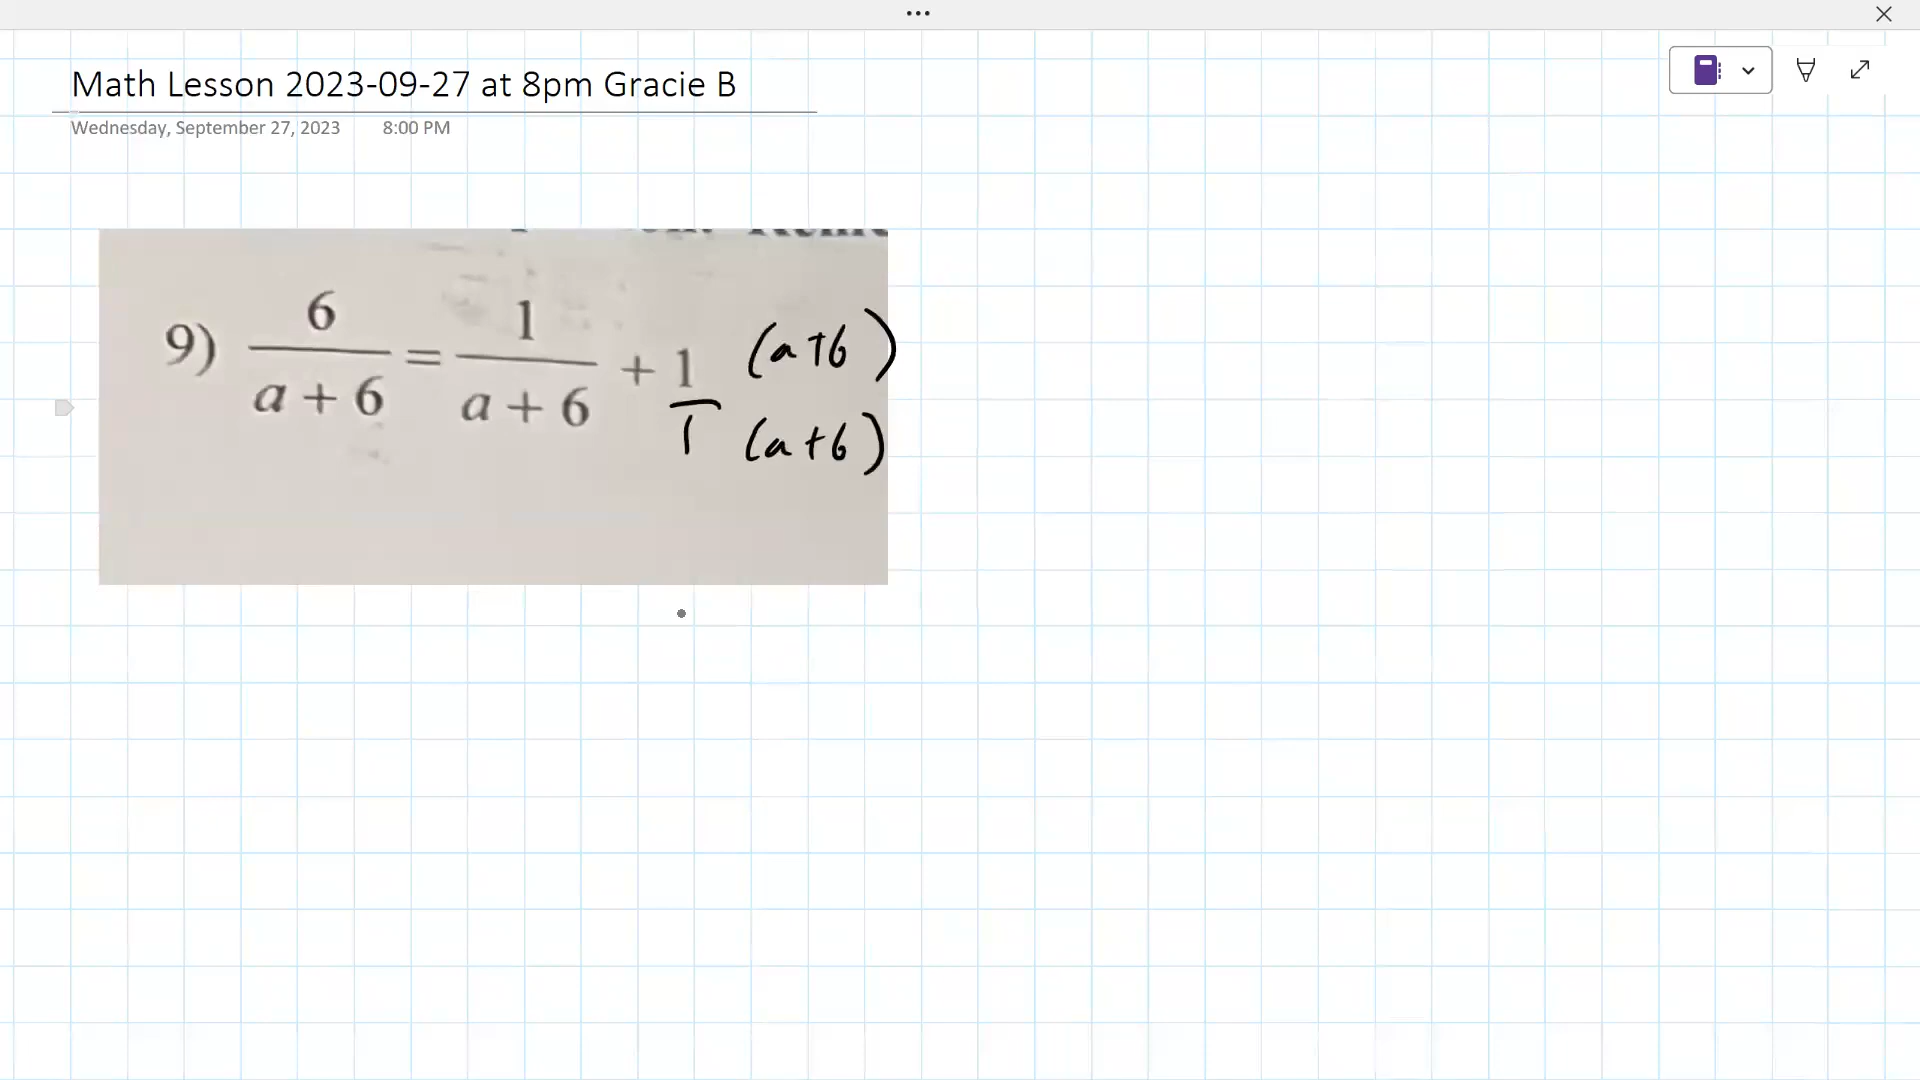 Math Lesson 2023-09-27 at 8pm Gracie B
Wednesday, September 27, 2023 8:00 PM
9) 6/(a + 6) = 1/(a + 6) + 1/1 (a+6)/(a+6)